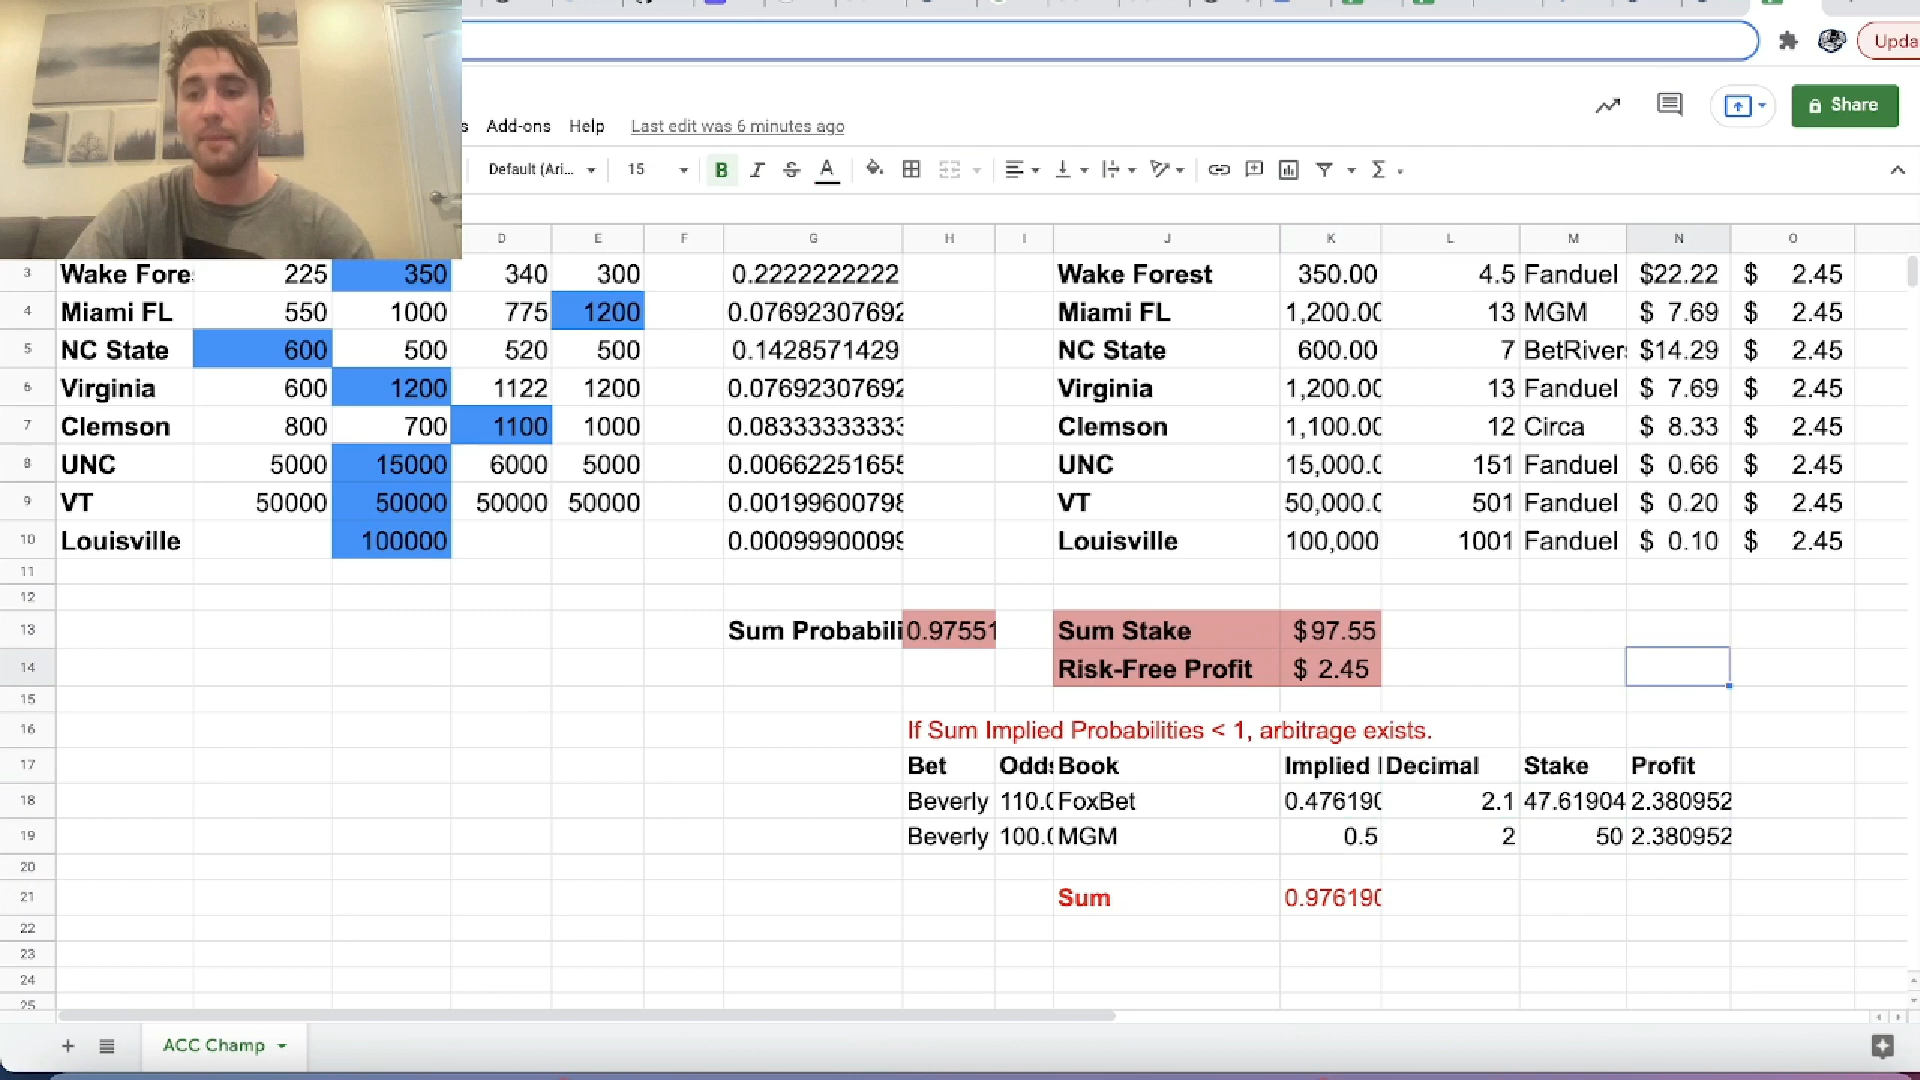 Upda
Add-ons Help Last edit was 6 minutes ago
Share
Default (Ari... 15 B I S A
D E F G H I J K L M N O
3 Wake Fore 225 350 340 300 0.2222222222 Wake Forest 350.00 4.5 Fanduel $22.22 $ 2.45
4 Miami FL 550 1000 775 1200 0.07692307692 Miami FL 1,200.00 13 MGM $ 7.69 $ 2.45
5 NC State 600 500 520 500 0.1428571429 NC State 600.00 7 BetRiver $14.29 $ 2.45
6 Virginia 600 1200 1122 1200 0.07692307692 Virginia 1,200.00 13 Fanduel $ 7.69 $ 2.45
7 Clemson 800 700 1100 1000 0.08333333333 Clemson 1,100.00 12 Circa $ 8.33 $ 2.45
8 UNC 5000 15000 6000 5000 0.00662251655 UNC 15,000.0 151 Fanduel $ 0.66 $ 2.45
9 VT 50000 50000 50000 50000 0.00199600798 VT 50,000.0 501 Fanduel $ 0.20 $ 2.45
10 Louisville 100000 0.00099900099 Louisville 100,000 1001 Fanduel $ 0.10 $ 2.45
11
12
13 Sum Probabili 0.97551 Sum Stake $97.55
14 Risk-Free Profit $ 2.45
15
16 If Sum Implied Probabilities < 1, arbitrage exists.
17 Bet Odds Book Implied Decimal Stake Profit
18 Beverly 110.0 FoxBet 0.476190 2.1 47.61904 2.380952
19 Beverly 100.0 MGM 0.5 2 50 2.380952
20
21 Sum 0.976190
22
23
24
25
ACC Champ